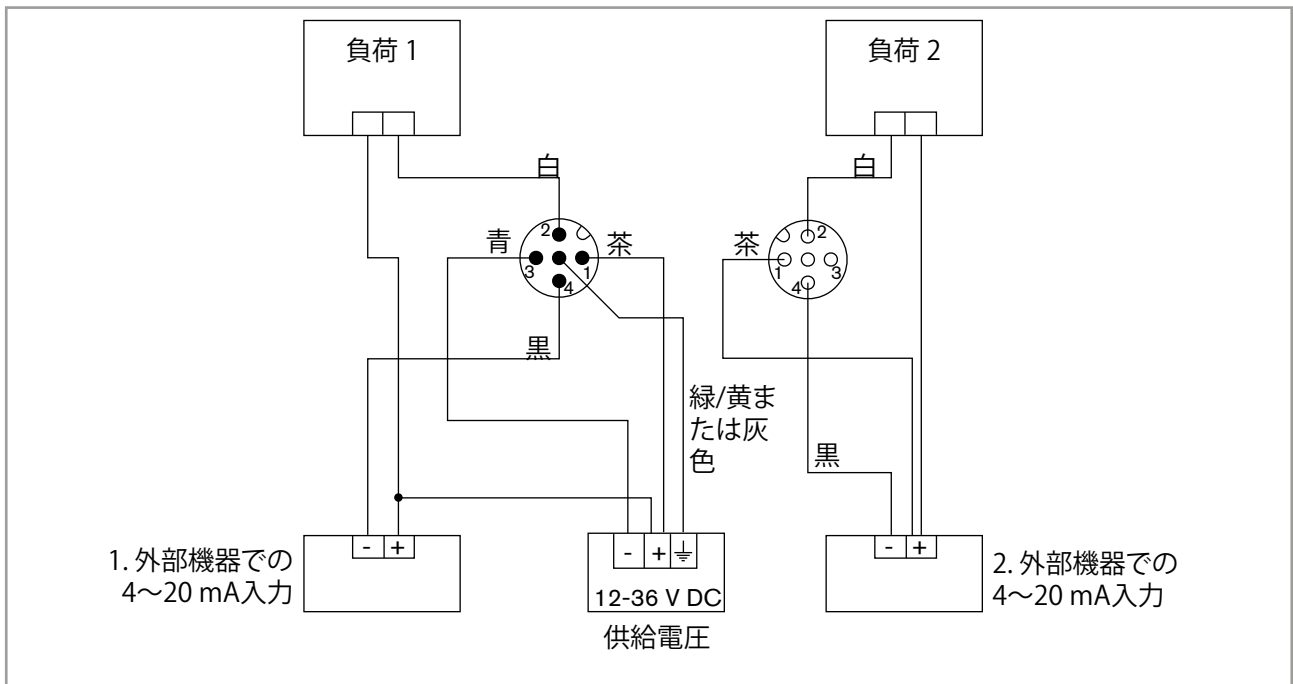 負荷 1
負荷 2
白
白
青
2
茶
3
1
4
茶
2
1
3
4
黒
緑/黄ま
たは灰
色
黒
1. 外部機器での
4～20 mA入力
- +
- +
12-36 V DC
供給電圧
- +
2. 外部機器での
4～20 mA入力